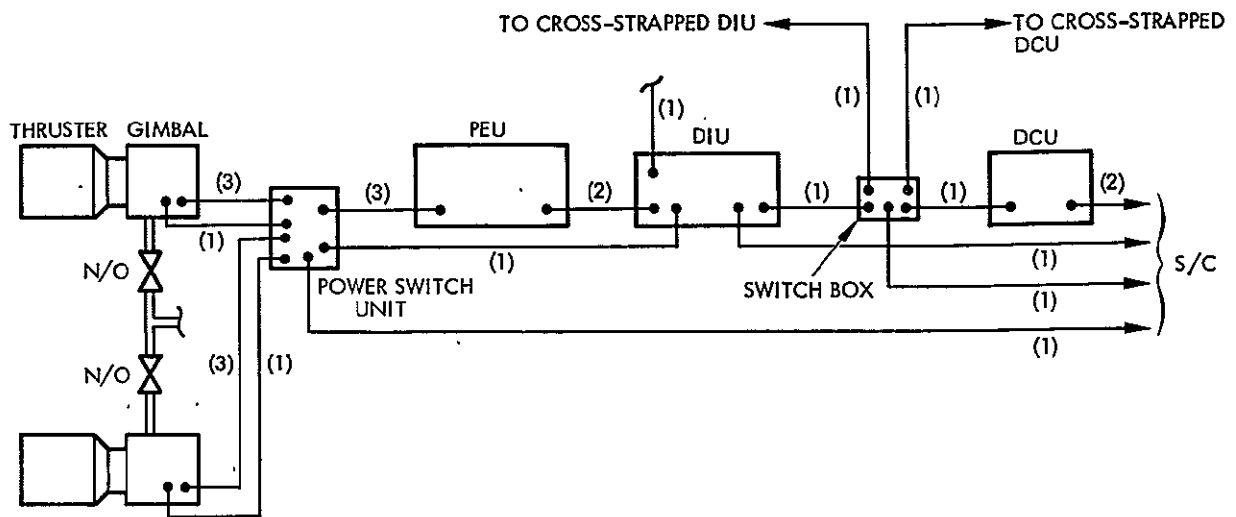 TO CROSS-STRAPPED DIU
TO CROSS-STRAPPED
DCU
(1)
(1)
(1)
THRUSTER
GIMBAL
PEU
DIU
DCU
(3)
(3)
(2)
(1)
(1)
(2)
(1)
(1)
(1)
N/O
POWER SWITCH
UNIT
SWITCH BOX
(1)
S/C
(1)
N/O
(3)
(1)